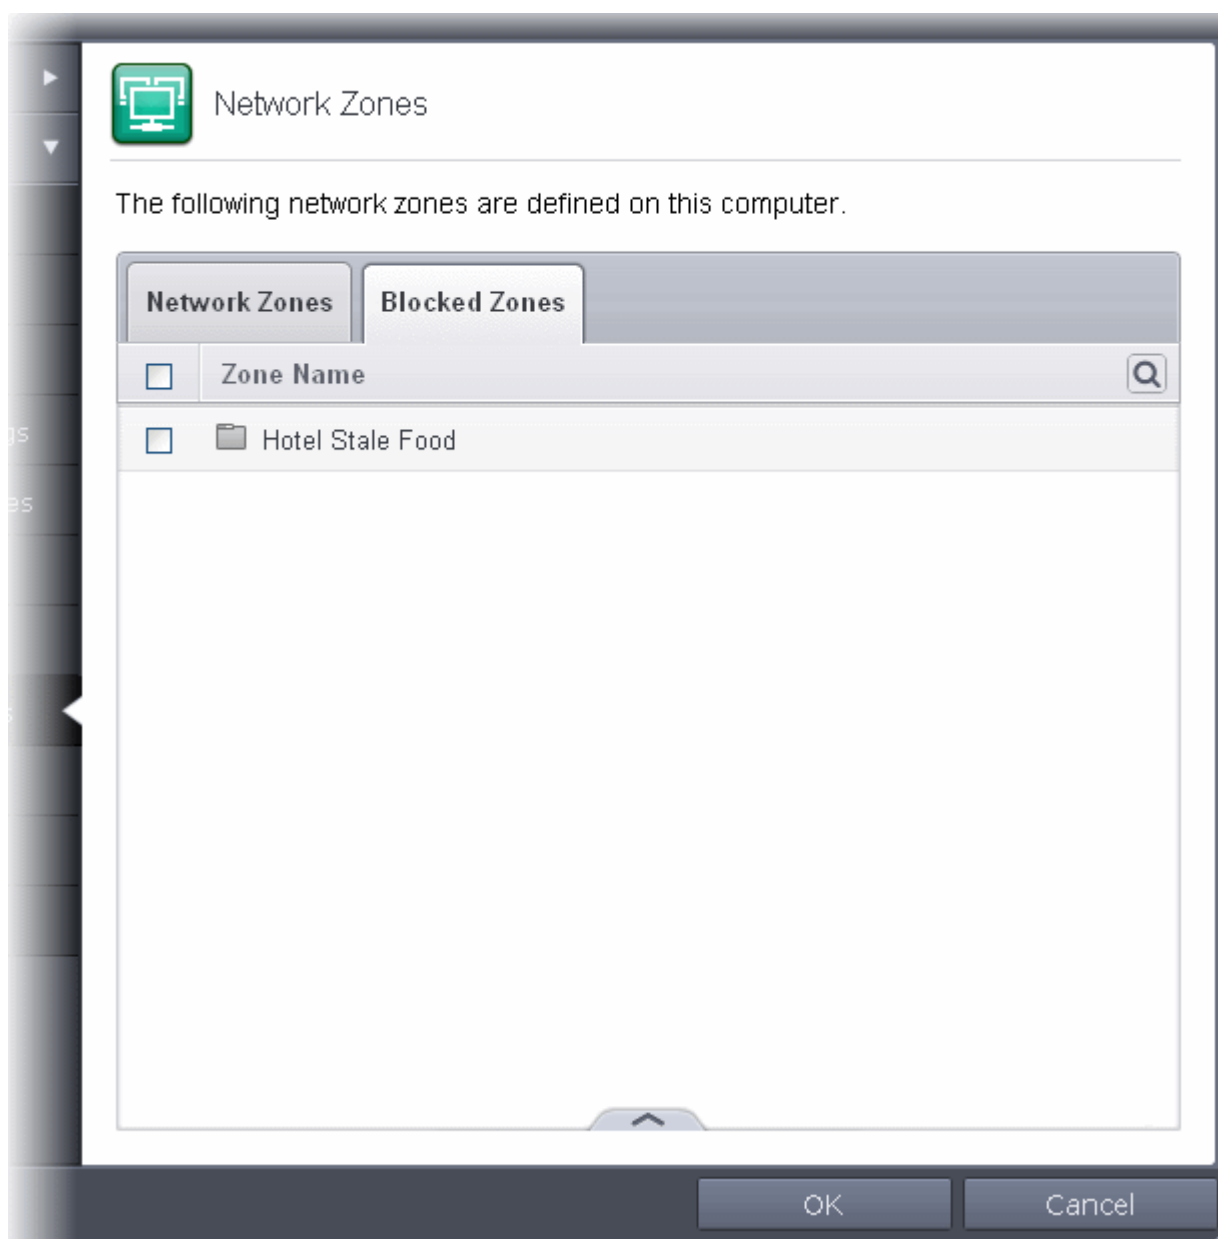 Network Zones
The following network zones are defined on this computer.
Network Zones
Blocked Zones
Zone Name
Hotel Stale Food
OK
Cancel